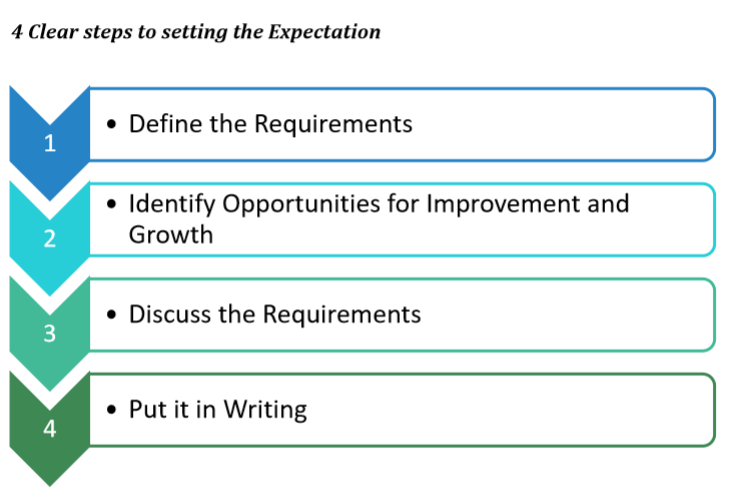 4 Clear steps to setting the Expectation
1
• Define the Requirements
2
• Identify Opportunities for Improvement and
Growth
3
• Discuss the Requirements
4
• Put it in Writing